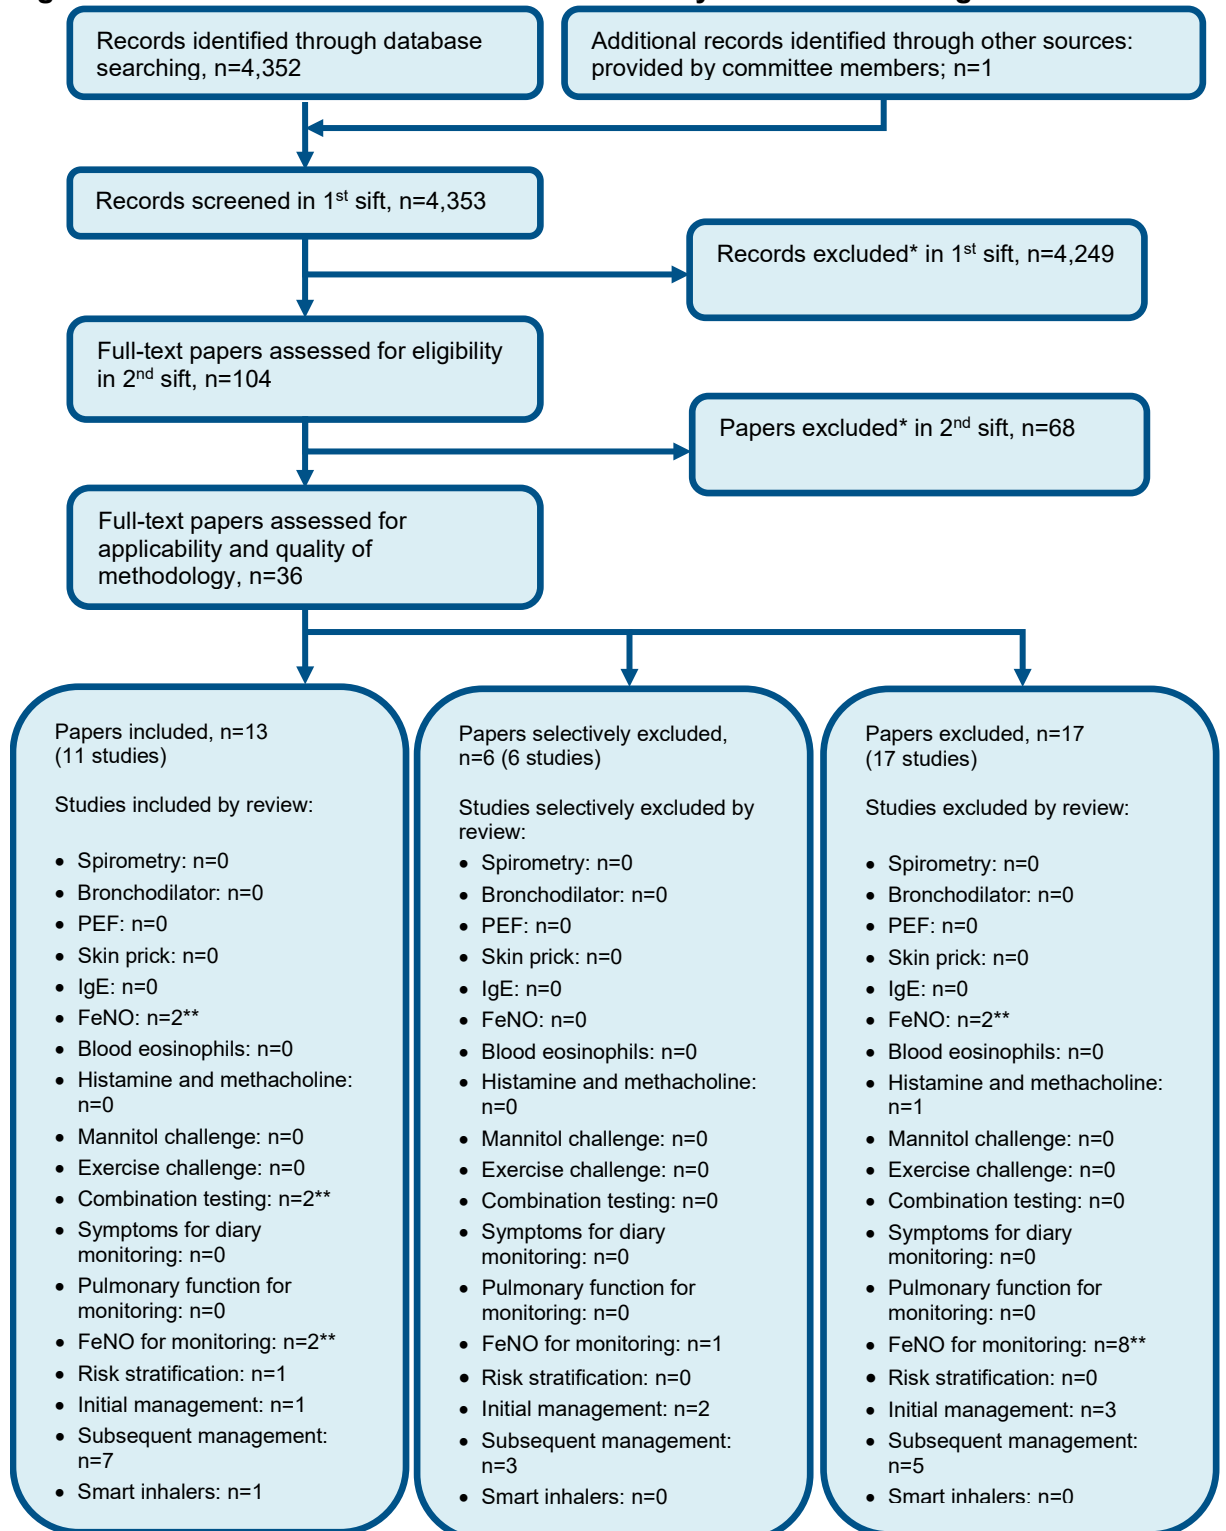 Records identified through database
searching, n=4,352
Additional records identified through other sources:
provided by committee members; n=1
Records screened in 1st sift, n=4,353
Records excluded* in 1st sift, n=4,249
Full-text papers assessed for eligibility
in 2nd sift, n=104
Papers excluded* in 2nd sift, n=68
Full-text papers assessed for
applicability and quality of
methodology, n=36
Papers included, n=13
(11 studies)
Studies included by review:
• Spirometry: n=0
• Bronchodilator: n=0
• PEF: n=0
• Skin prick: n=0
• IgE: n=0
• FeNO: n=2**
• Blood eosinophils: n=0
• Histamine and methacholine:
n=0
• Mannitol challenge: n=0
• Exercise challenge: n=0
• Combination testing: n=2**
• Symptoms for diary
monitoring: n=0
• Pulmonary function for
monitoring: n=0
• FeNO for monitoring: n=2**
• Risk stratification: n=1
• Initial management: n=1
• Subsequent management:
n=7
• Smart inhalers: n=1
Papers selectively excluded,
n=6 (6 studies)
Studies selectively excluded by
review:
• Spirometry: n=0
• Bronchodilator: n=0
• PEF: n=0
• Skin prick: n=0
• IgE: n=0
• FeNO: n=0
• Blood eosinophils: n=0
• Histamine and methacholine:
n=0
• Mannitol challenge: n=0
• Exercise challenge: n=0
• Combination testing: n=0
• Symptoms for diary
monitoring: n=0
• Pulmonary function for
monitoring: n=0
• FeNO for monitoring: n=1
• Risk stratification: n=0
• Initial management: n=2
• Subsequent management:
n=3
• Smart inhalers: n=0
Papers excluded, n=17
(17 studies)
Studies excluded by review:
• Spirometry: n=0
• Bronchodilator: n=0
• PEF: n=0
• Skin prick: n=0
• IgE: n=0
• FeNO: n=2**
• Blood eosinophils: n=0
• Histamine and methacholine:
n=1
• Mannitol challenge: n=0
• Exercise challenge: n=0
• Combination testing: n=0
• Symptoms for diary
monitoring: n=0
• Pulmonary function for
monitoring: n=0
• FeNO for monitoring: n=8**
• Risk stratification: n=0
• Initial management: n=3
• Subsequent management:
n=5
• Smart inhalers: n=0